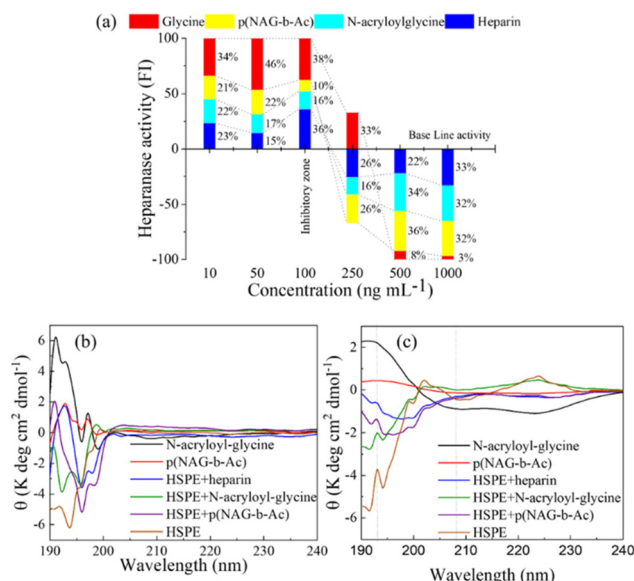 (a)
Glycine p(NAG-b-Ac) N-acryloylglycine Heparin
Heparanase activity (FI)
100
50
0
-50
-100
34% 46% 38%
21% 22% 10%
22% 17% 16%
23% 15% 36%
33%
26%
16%
26%
22%
34%
36%
8%
33%
32%
32%
3%
Inhibitory zone
Base Line activity
10 50 100 250 500 1000
Concentration (ng mL-1)
(b)
θ (K deg cm2 dmol-1)
6
4
2
0
-2
-4
-6
N-acryloyl-glycine
p(NAG-b-Ac)
HSPE+heparin
HSPE+N-acryloyl-glycine
HSPE+p(NAG-b-Ac)
HSPE
190 200 210 220 230 240
Wavelength (nm)
(c)
θ (K deg cm2 dmol-1)
4
2
0
-2
-4
-6
N-acryloyl-glycine
p(NAG-b-Ac)
HSPE+heparin
HSPE+N-acryloyl-glycine
HSPE+p(NAG-b-Ac)
HSPE
190 200 210 220 230 240
Wavelength (nm)